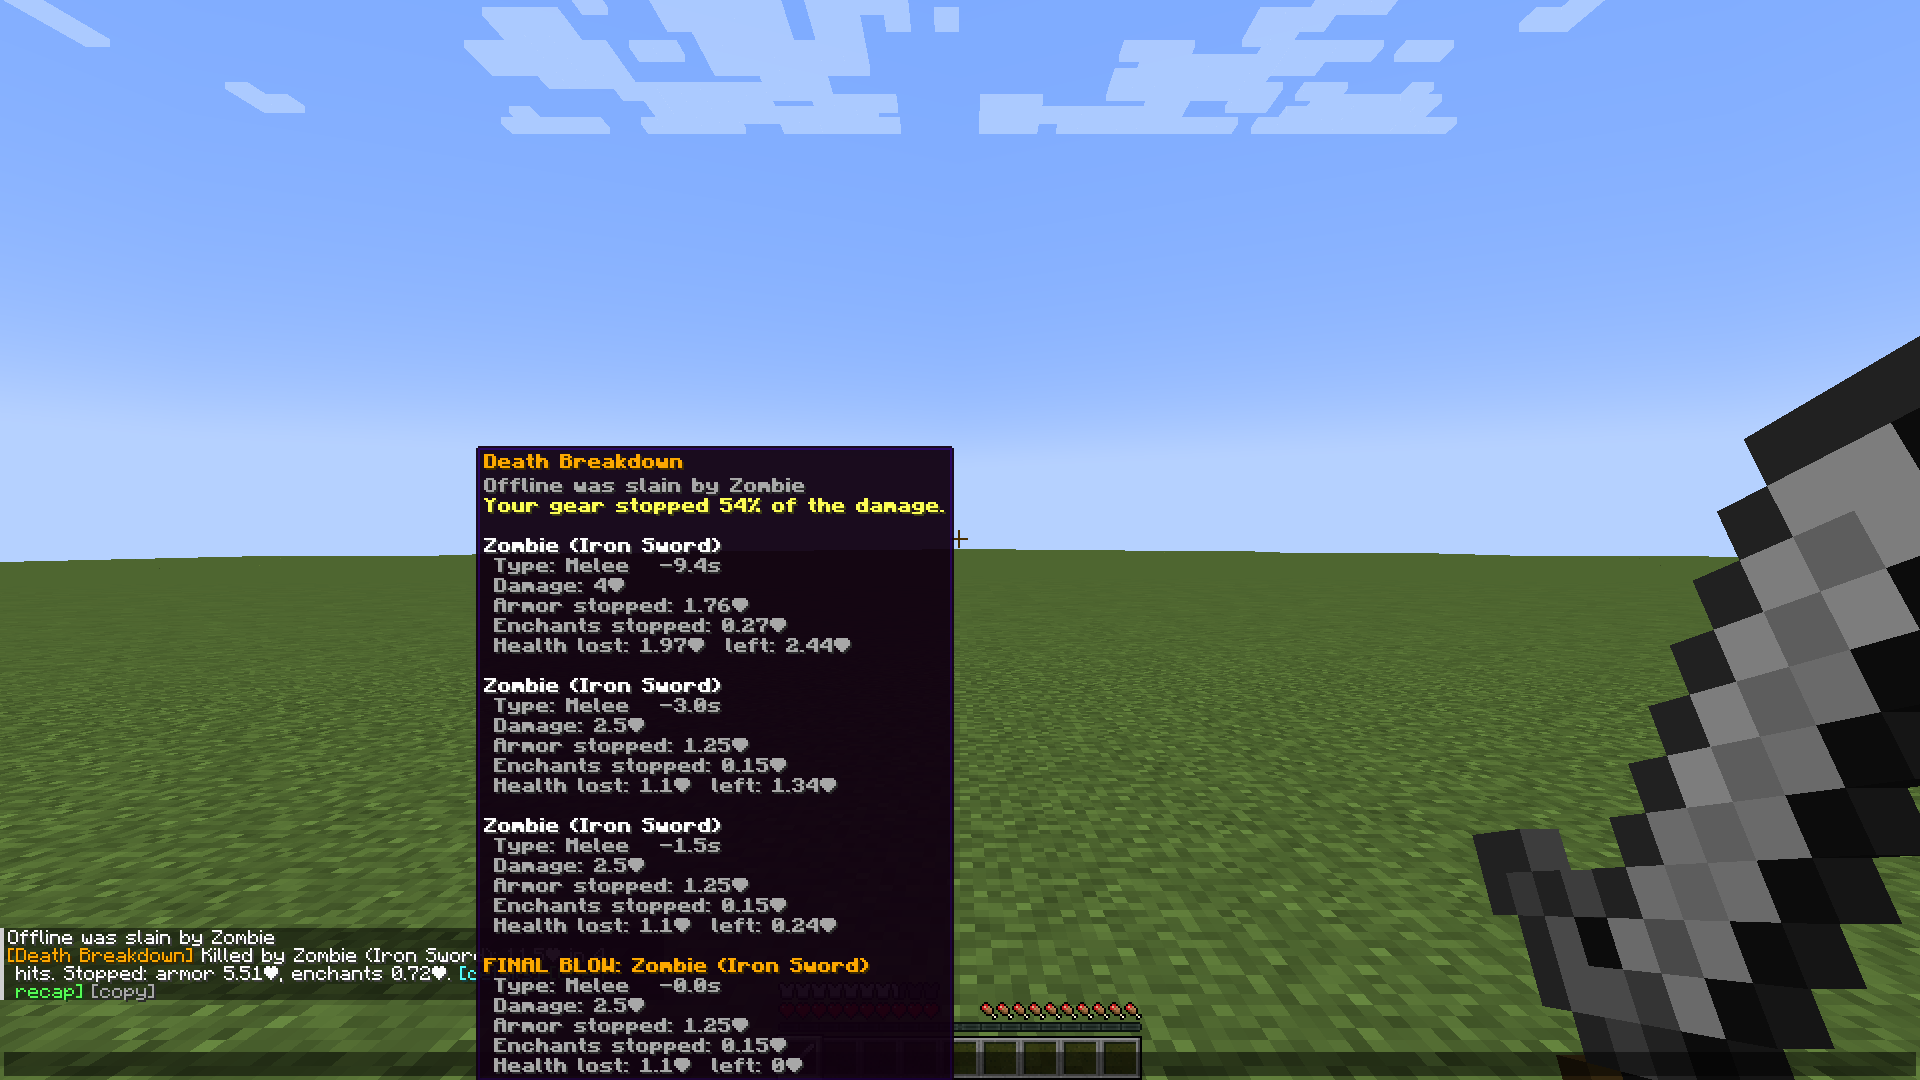 Death Breakdown
Offline was slain by Zombie
Your gear stopped 54% of the damage.
Zombie (Iron Sword)
Type: Melee -9.4s
Damage: 4♥
Armor stopped: 1.76♥
Enchants stopped: 0.27♥
Health lost: 1.97♥ left: 2.44♥
Zombie (Iron Sword)
Type: Melee -3.0s
Damage: 2.5♥
Armor stopped: 1.25♥
Enchants stopped: 0.15♥
Health lost: 1.1♥ left: 1.34♥
Zombie (Iron Sword)
Type: Melee -1.5s
Damage: 2.5♥
Armor stopped: 1.25♥
Enchants stopped: 0.15♥
Health lost: 1.1♥ left: 0.24♥
FINAL BLOW: Zombie (Iron Sword)
Type: Melee -0.0s
Damage: 2.5♥
Armor stopped: 1.25♥
Enchants stopped: 0.15♥
Health lost: 1.1♥ left: 0♥
Offline was slain by Zombie
[Death Breakdown] Killed by Zombie (Iron
hits. Stopped: armor 5.51♥, enchants 0.72♥.
recap] [copy]